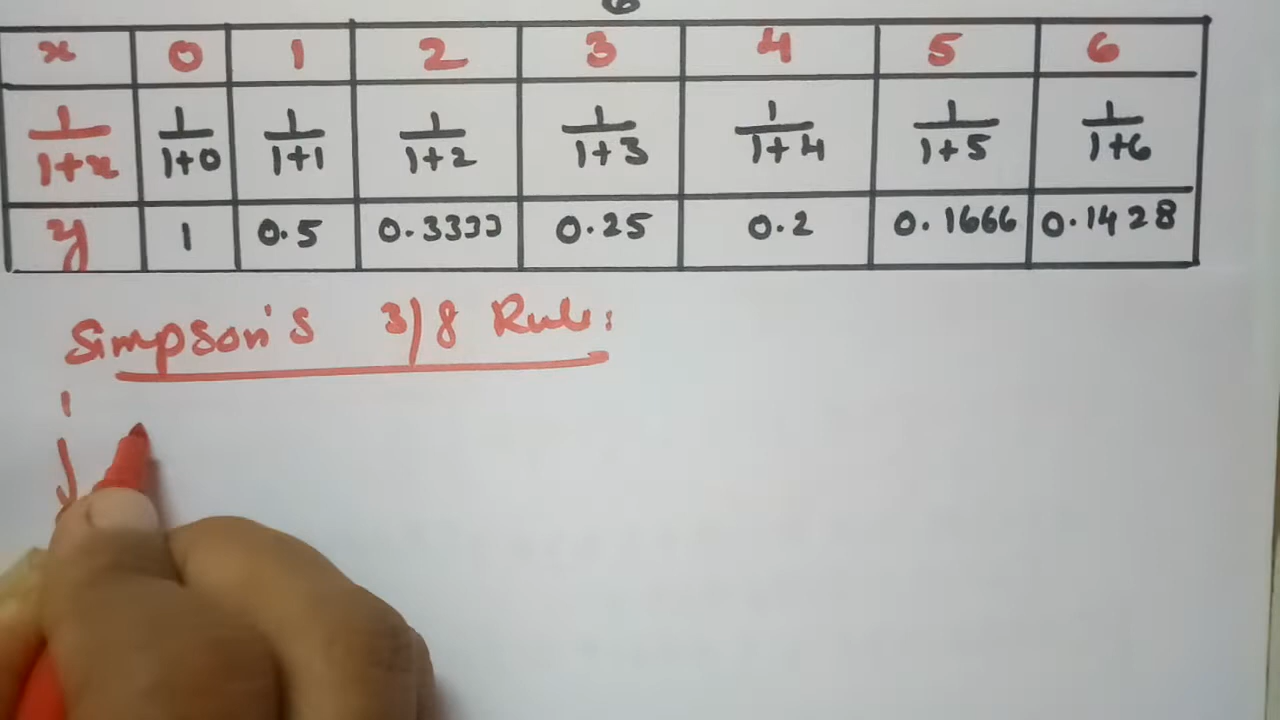 6
x 0 1 2 3 4 5 6
1/1+x 1/1+0 1/1+1 1/1+2 1/1+3 1/1+4 1/1+5 1/1+6
y 1 0.5 0.3333 0.25 0.2 0.1666 0.1428
Simpson's 3/8 Rule: